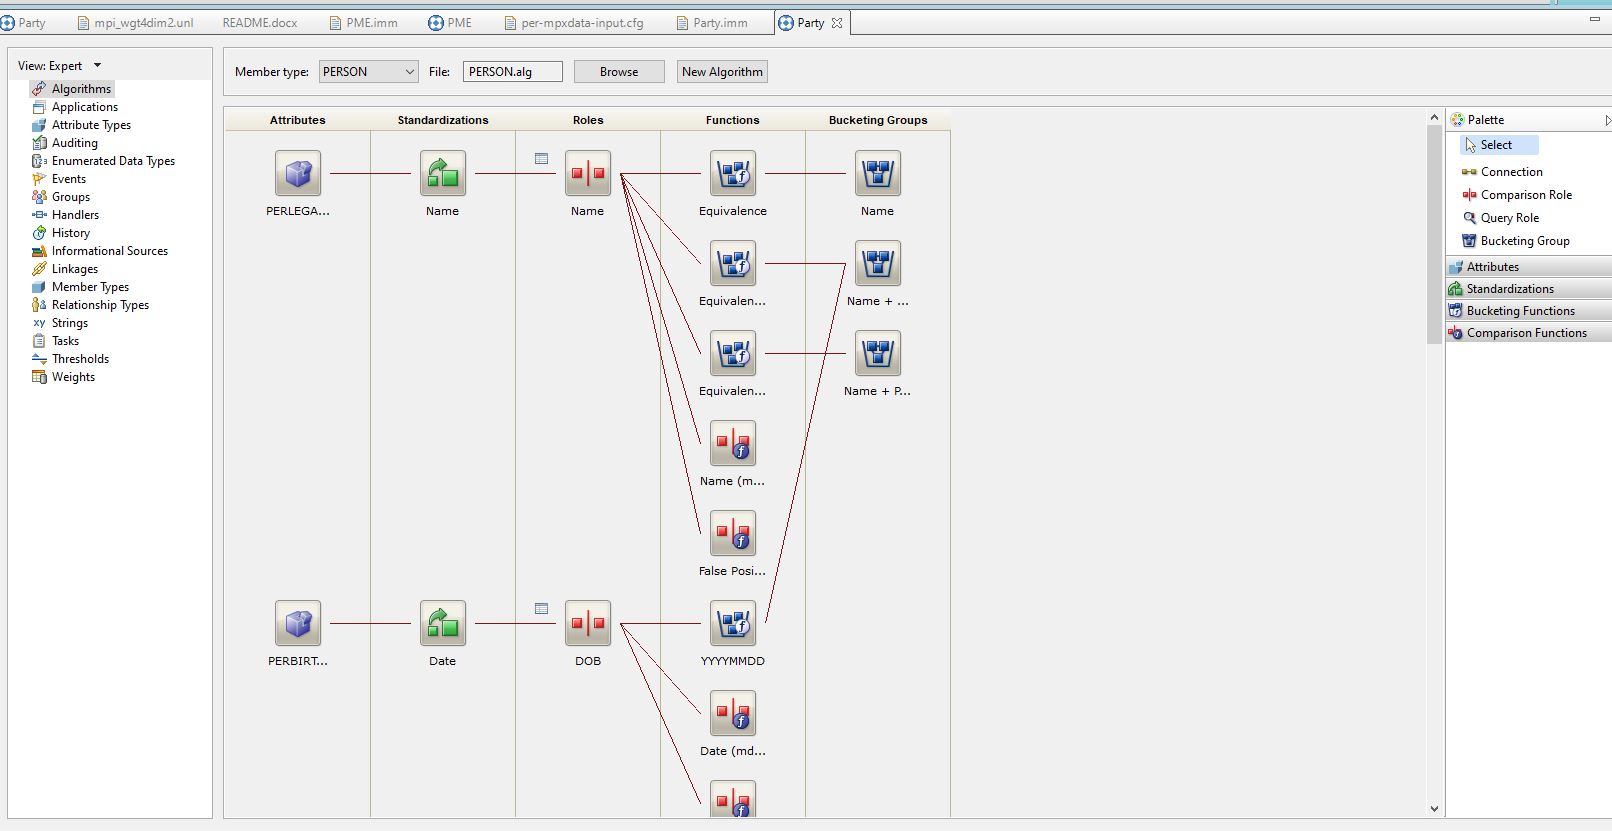 Party mpi_wgt4dim2.unl README.docx PME.imm PME per-mpxdata-input.cfg Party.imm Party
View: Expert
Algorithms
Applications
Attribute Types
Auditing
Enumerated Data Types
Events
Groups
Handlers
History
Informational Sources
Linkages
Member Types
Relationship Types
Strings
Tasks
Thresholds
Weights
Member type: PERSON File: PERSON.alg Browse New Algorithm
Attributes Standardizations Roles Functions Bucketing Groups
PERLEGA... Name Name Equivalence Name
Equivalen... Name + ...
Equivalen... Name + P...
Name (m...
False Posi...
PERBIRT... Date DOB YYYYMMDD
Date (md...
Palette
Select
Connection
Comparison Role
Query Role
Bucketing Group
Attributes
Standardizations
Bucketing Functions
Comparison Functions